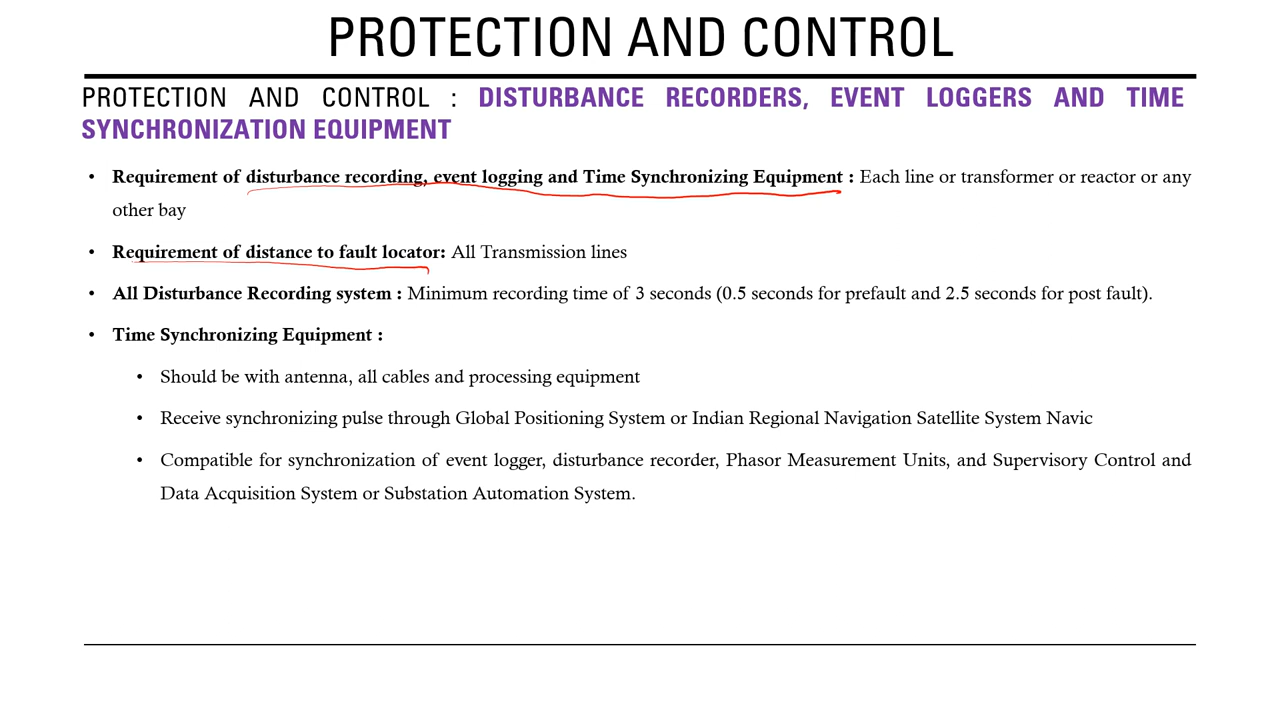 PROTECTION AND CONTROL
PROTECTION AND CONTROL : DISTURBANCE RECORDERS, EVENT LOGGERS AND TIME
SYNCHRONIZATION EQUIPMENT
• Requirement of disturbance recording, event logging and Time Synchronizing Equipment : Each line or transformer or reactor or any
other bay
• Requirement of distance to fault locator: All Transmission lines
• All Disturbance Recording system : Minimum recording time of 3 seconds (0.5 seconds for prefault and 2.5 seconds for post fault).
• Time Synchronizing Equipment :
• Should be with antenna, all cables and processing equipment
• Receive synchronizing pulse through Global Positioning System or Indian Regional Navigation Satellite System Navic
• Compatible for synchronization of event logger, disturbance recorder, Phasor Measurement Units, and Supervisory Control and
Data Acquisition System or Substation Automation System.